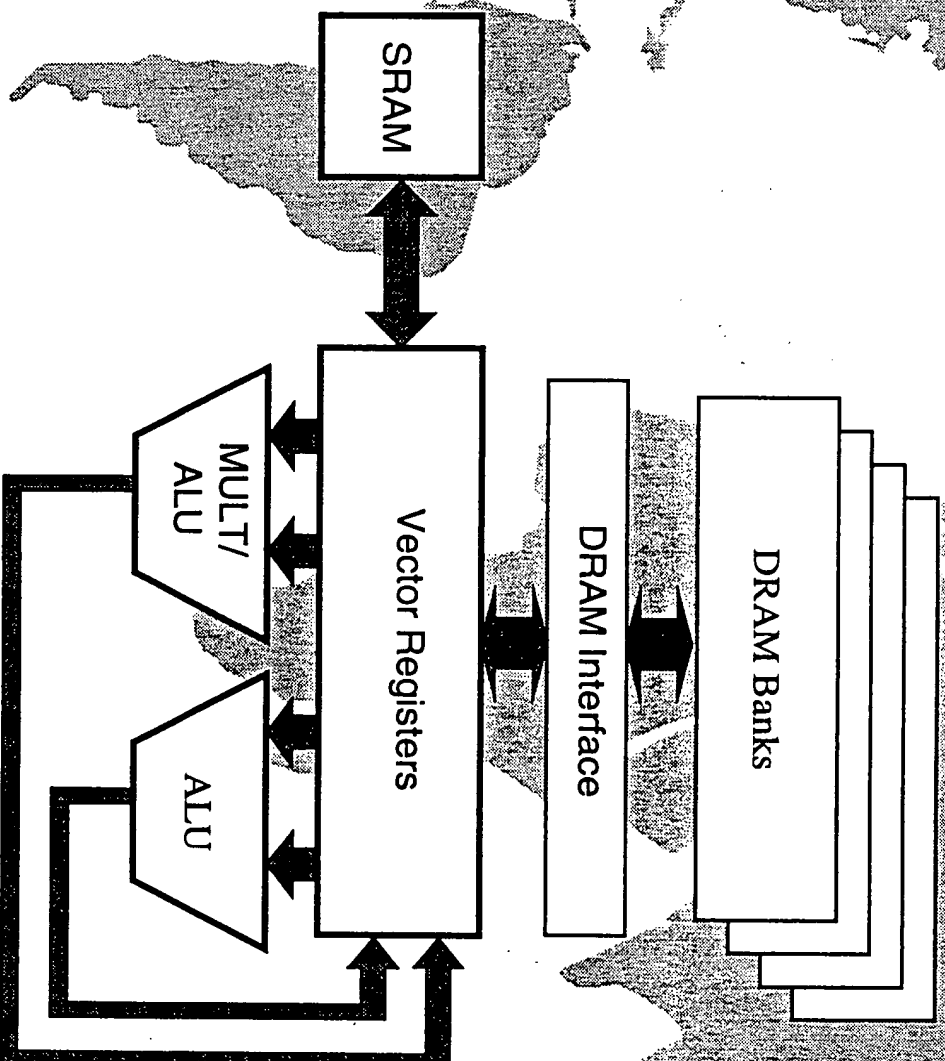 DRAM Banks
DRAM Interface
SRAM
Vector Registers
MULT/
ALU
ALU